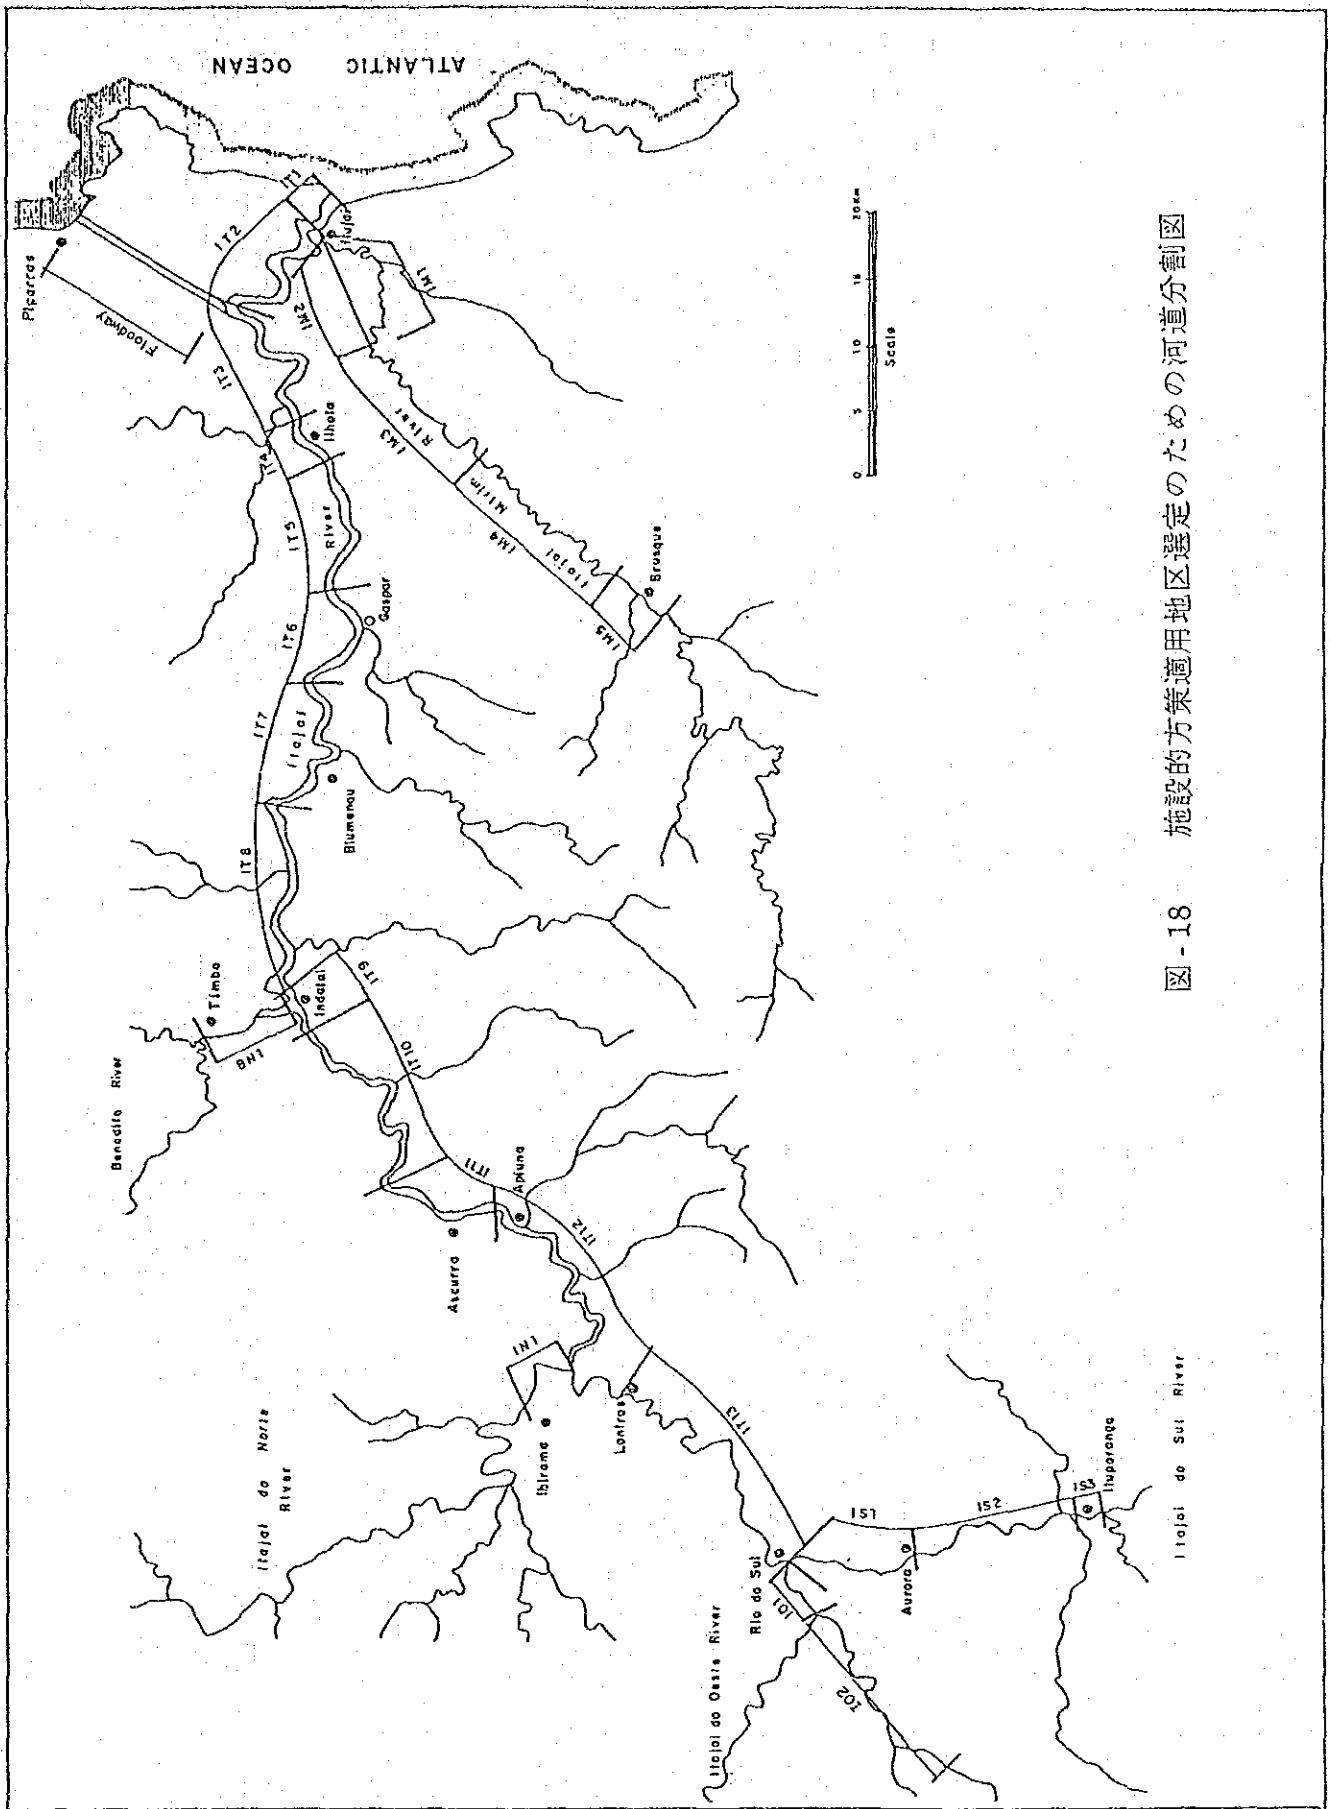 ATLANTIC OCEAN
Piçarras
Floodway
IT1
IT2
IT3
IT4
IT5
IT6
IT7
IT8
IT9
IT10
IT11
IT12
IT13
Itajaí
IM1
IM2
IM3
IM4
IM5
Itajaí Mirim River
Ilhota
Brusque
Gaspar
Itajaí River
Blumenau
Timbo
Indaial
BN1
Benedito River
Ascurra
Apiuna
Ibirama
Lontras
Itajaí do Norte
River
Rio do Sul
IO1
IO2
Itajaí do Oeste River
IS1
IS2
IS3
Aurora
Ituporanga
Itajaí do Sul River
0 5 10 15 20Km
Scale
図-18 施設的方策適用地区選定のための河道分割図